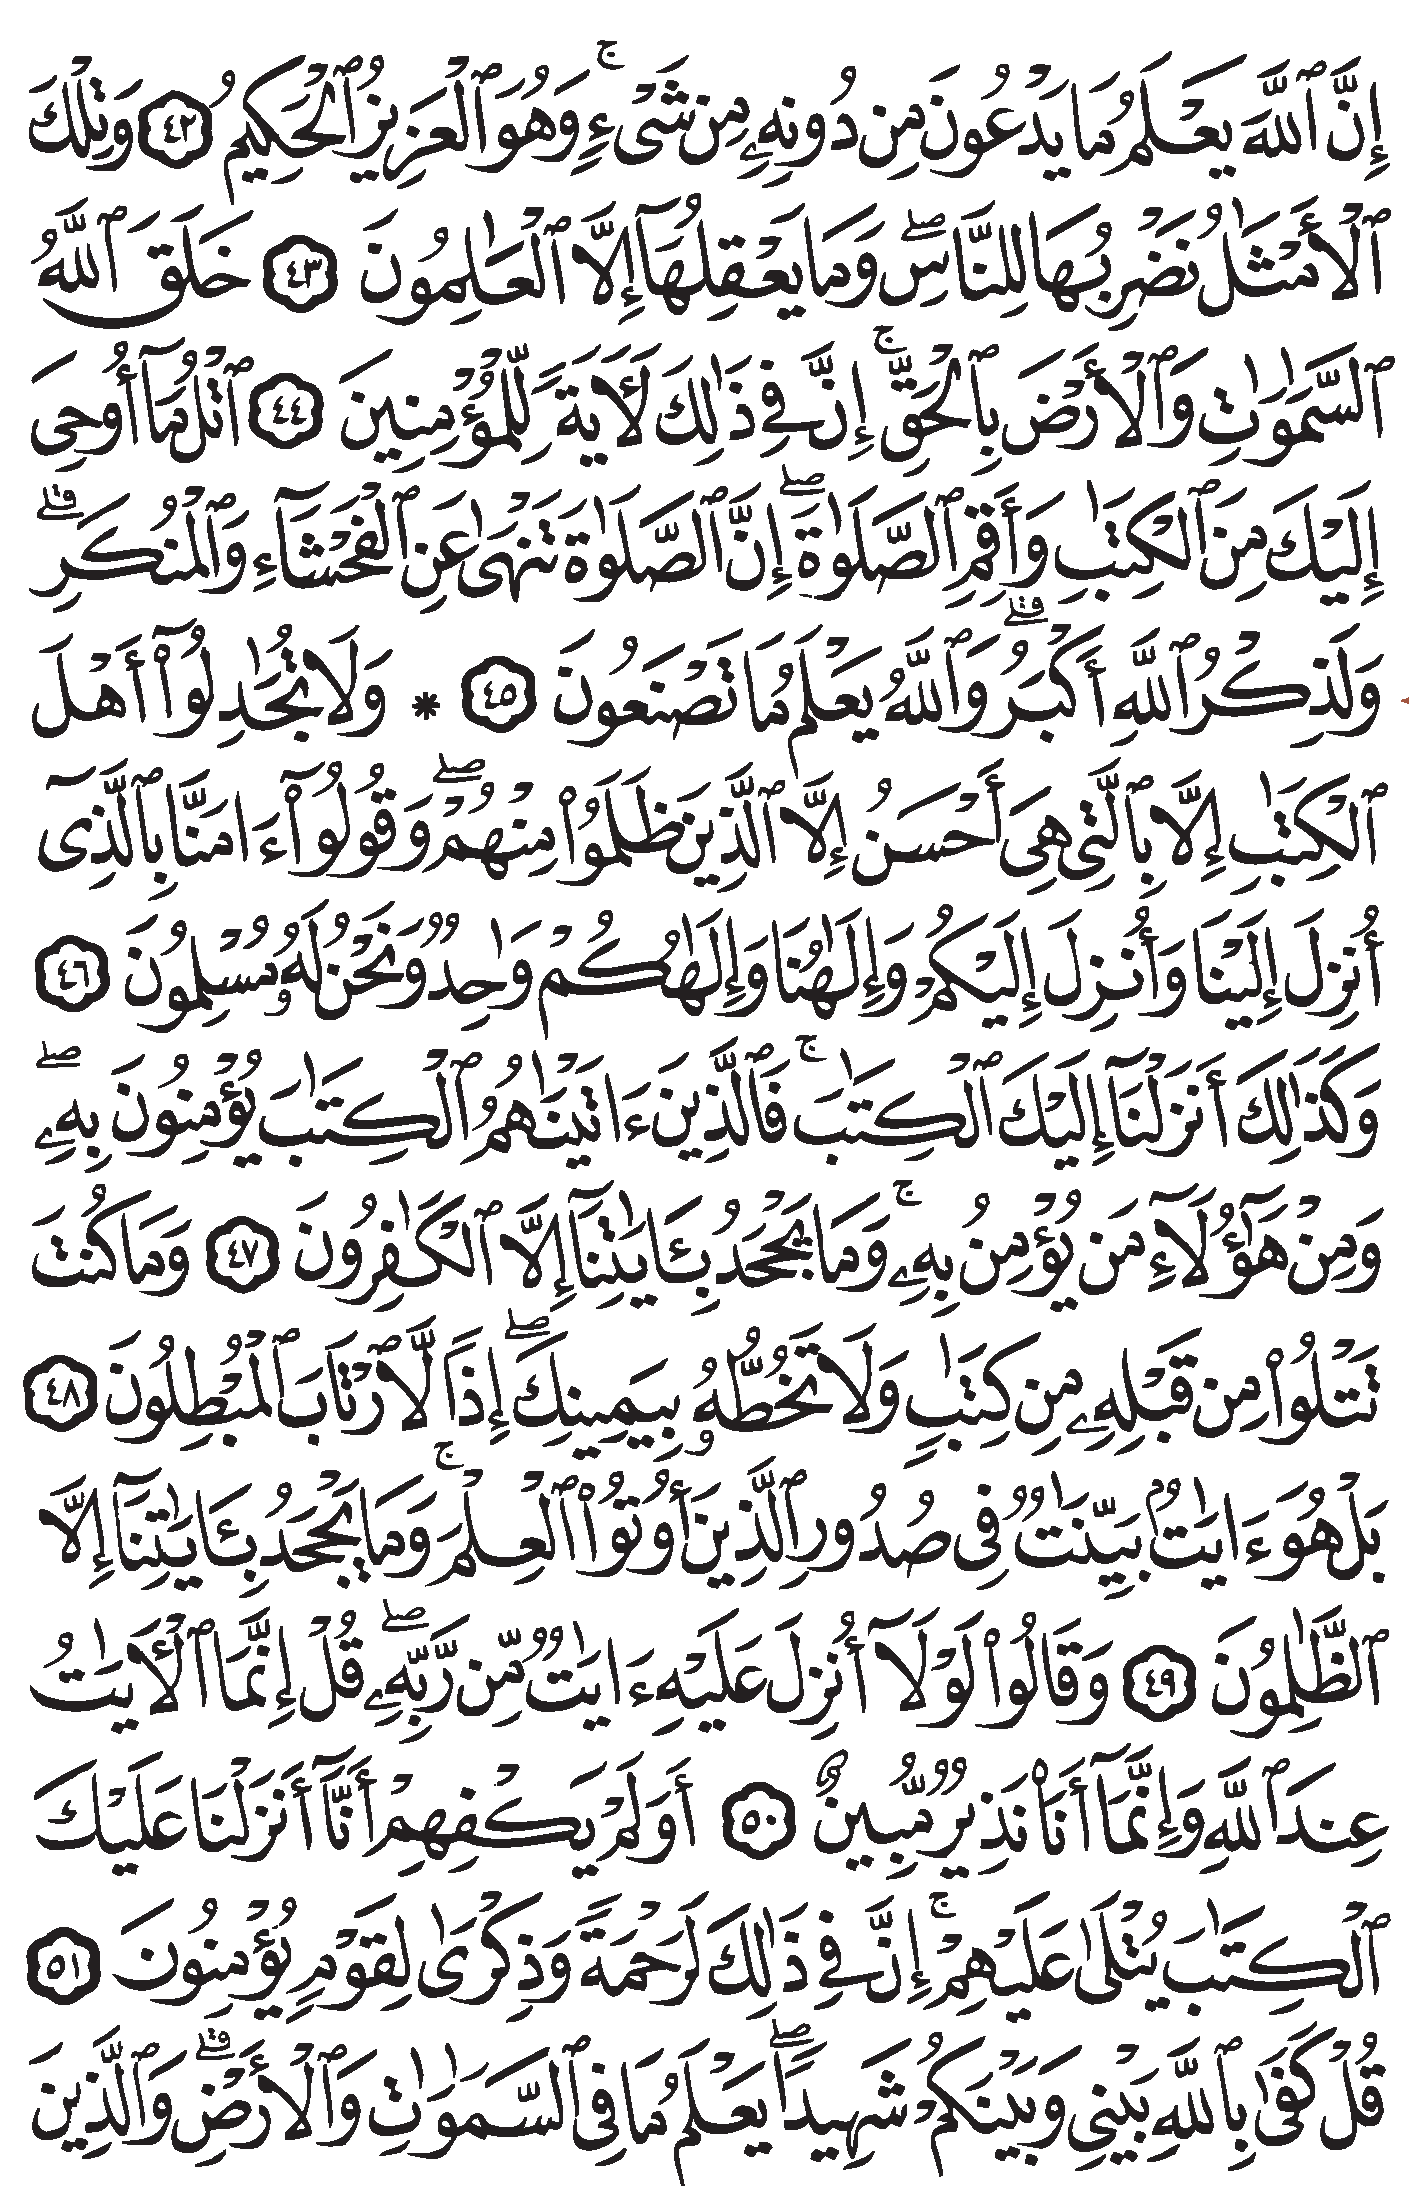 إِنَّ ٱللَّهَ يَعْلَمُ مَا يَدْعُونَ مِن دُونِهِۦ مِن شَىْءٍۚ وَهُوَ ٱلْعَزِيزُ ٱلْحَكِيمُ ٤٢ وَتِلْكَ
ٱلْأَمْثَٰلُ نَضْرِبُهَا لِلنَّاسِۖ وَمَا يَعْقِلُهَآ إِلَّا ٱلْعَٰلِمُونَ ٤٣ خَلَقَ ٱللَّهُ
ٱلسَّمَٰوَٰتِ وَٱلْأَرْضَ بِٱلْحَقِّۚ إِنَّ فِى ذَٰلِكَ لَـَٔايَةً لِّلْمُؤْمِنِينَ ٤٤ ٱتْلُ مَآ أُوحِىَ
إِلَيْكَ مِنَ ٱلْكِتَٰبِ وَأَقِمِ ٱلصَّلَوٰةَۖ إِنَّ ٱلصَّلَوٰةَ تَنْهَىٰ عَنِ ٱلْفَحْشَآءِ وَٱلْمُنكَرِۗ
وَلَذِكْرُ ٱللَّهِ أَكْبَرُۗ وَٱللَّهُ يَعْلَمُ مَا تَصْنَعُونَ ٤٥ * وَلَا تُجَٰدِلُوٓا۟ أَهْلَ
ٱلْكِتَٰبِ إِلَّا بِٱلَّتِى هِىَ أَحْسَنُ إِلَّا ٱلَّذِينَ ظَلَمُوا۟ مِنْهُمْۖ وَقُولُوٓا۟ ءَامَنَّا بِٱلَّذِىٓ
أُنزِلَ إِلَيْنَا وَأُنزِلَ إِلَيْكُمْ وَإِلَٰهُنَا وَإِلَٰهُكُمْ وَٰحِدٌ وَنَحْنُ لَهُۥ مُسْلِمُونَ ٤٦
وَكَذَٰلِكَ أَنزَلْنَآ إِلَيْكَ ٱلْكِتَٰبَۚ فَٱلَّذِينَ ءَاتَيْنَٰهُمُ ٱلْكِتَٰبَ يُؤْمِنُونَ بِهِۦۖ
وَمِنْ هَٰٓؤُلَآءِ مَن يُؤْمِنُ بِهِۦۚ وَمَا يَجْحَدُ بِـَٔايَٰتِنَآ إِلَّا ٱلْكَٰفِرُونَ ٤٧ وَمَا كُنتَ
تَتْلُوا۟ مِن قَبْلِهِۦ مِن كِتَٰبٍ وَلَا تَخُطُّهُۥ بِيَمِينِكَۖ إِذًا لَّٱرْتَابَ ٱلْمُبْطِلُونَ ٤٨
بَلْ هُوَ ءَايَٰتٌۢ بَيِّنَٰتٌ فِى صُدُورِ ٱلَّذِينَ أُوتُوا۟ ٱلْعِلْمَۚ وَمَا يَجْحَدُ بِـَٔايَٰتِنَآ إِلَّا
ٱلظَّٰلِمُونَ ٤٩ وَقَالُوا۟ لَوْلَآ أُنزِلَ عَلَيْهِ ءَايَٰتٌ مِّن رَّبِّهِۦۖ قُلْ إِنَّمَا ٱلْـَٔايَٰتُ
عِندَ ٱللَّهِ وَإِنَّمَآ أَنَا۠ نَذِيرٌ مُّبِينٌ ٥٠ أَوَلَمْ يَكْفِهِمْ أَنَّآ أَنزَلْنَا عَلَيْكَ
ٱلْكِتَٰبَ يُتْلَىٰ عَلَيْهِمْۚ إِنَّ فِى ذَٰلِكَ لَرَحْمَةً وَذِكْرَىٰ لِقَوْمٍ يُؤْمِنُونَ ٥١
قُلْ كَفَىٰ بِٱللَّهِ بَيْنِى وَبَيْنَكُمْ شَهِيدًاۖ يَعْلَمُ مَا فِى ٱلسَّمَٰوَٰتِ وَٱلْأَرْضِۗ وَٱلَّذِينَ